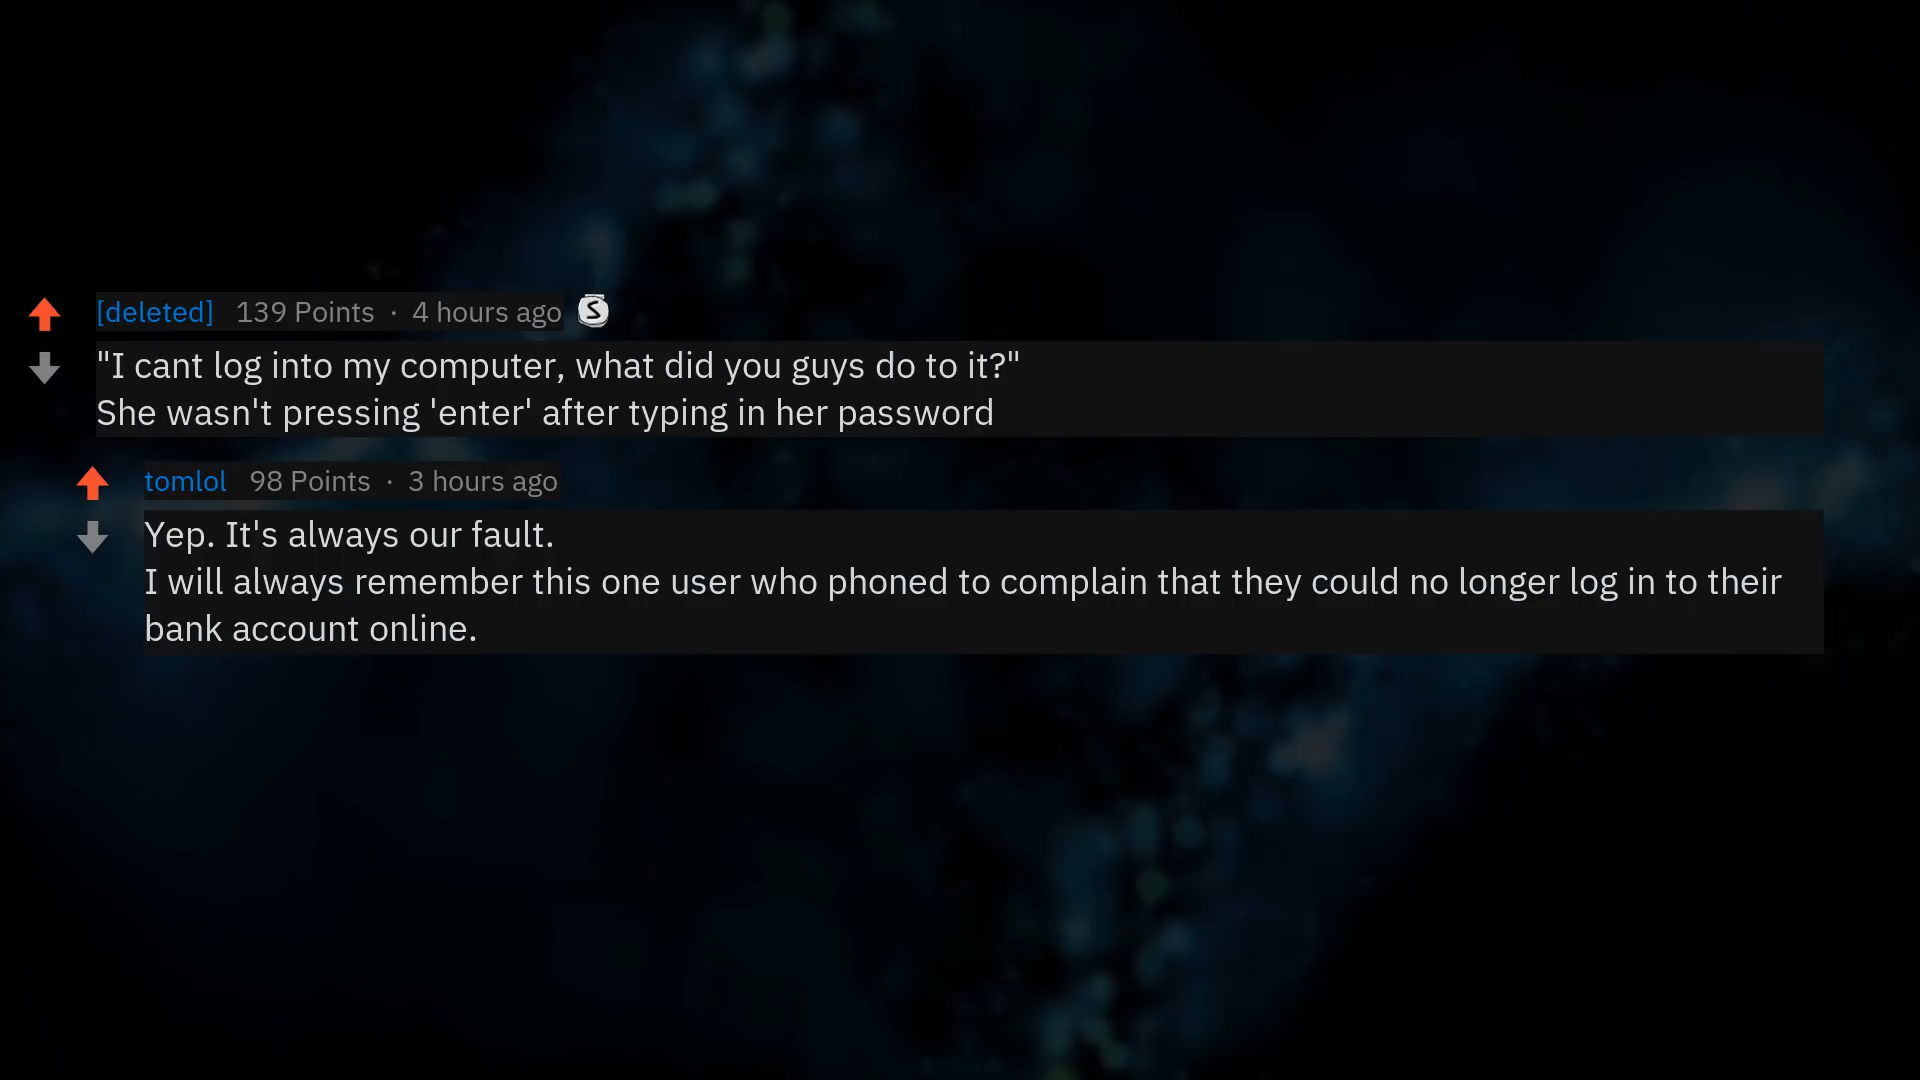 [deleted] 139 Points · 4 hours ago S
"I cant log into my computer, what did you guys do to it?"
She wasn't pressing 'enter' after typing in her password
tomlol 98 Points · 3 hours ago
Yep. It's always our fault.
I will always remember this one user who phoned to complain that they could no longer log in to their
bank account online.